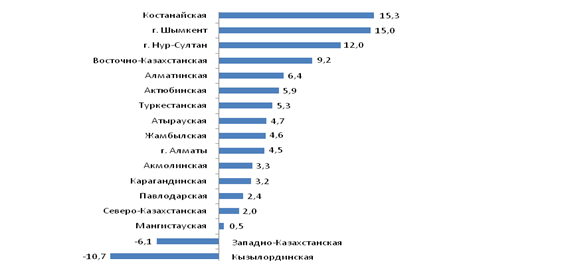 Костанайская 15,3
г. Шымкент 15,0
г. Нур-Султан 12,0
Восточно-Казахстанская 9,2
Алматинская 6,4
Актюбинская 5,9
Туркестанская 5,3
Атырауская 4,7
Жамбылская 4,6
г. Алматы 4,5
Акмолинская 3,3
Карагандинская 3,2
Павлодарская 2,4
Северо-Казахстанская 2,0
Мангистауская 0,5
-6,1 Западно-Казахстанская
-10,7 Кызылординская